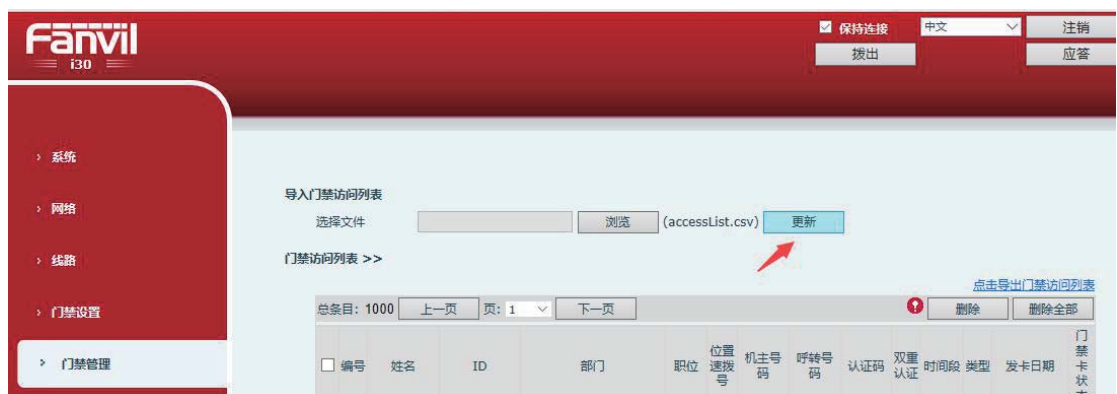 Fanvil
i30
保持连接 中文 注销
拨出 应答
系统
网络
线路
门禁设置
门禁管理
导入门禁访问列表
选择文件 浏览 (accessList.csv) 更新
门禁访问列表 >>
点击导出门禁访问列表
总条目: 1000 上一页 页: 1 下一页 删除 删除全部
编号 姓名 ID 部门 职位 位置速拨号 机主号码 呼转号码 认证码 双重认证 时间段 类型 发卡日期 门禁卡状